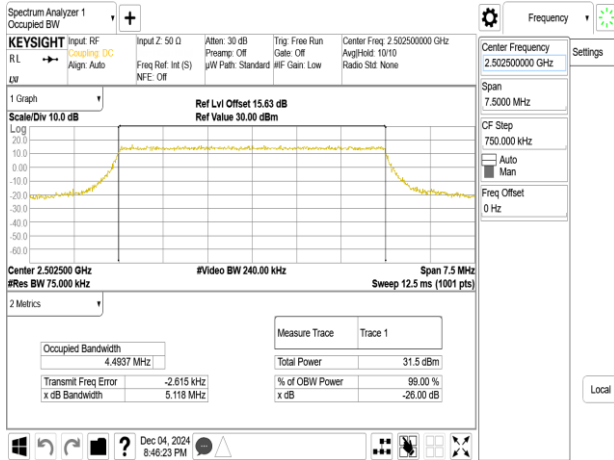 Spectrum Analyzer 1
Occupied BW
Frequency
KEYSIGHT
R L
LXI
Input: RF
Coupling: DC
Align: Auto
Input Z: 50 Ω
Freq Ref: Int (S)
NFE: Off
Atten: 30 dB
Preamp: Off
µW Path: Standard
Trig: Free Run
Gate: Off
#IF Gain: Low
Center Freq: 2.502500000 GHz
Avg|Hold: 10/10
Radio Std: None
Center Frequency
2.502500000 GHz
Settings
Span
7.5000 MHz
CF Step
750.000 kHz
Auto
Man
Freq Offset
0 Hz
1 Graph
Scale/Div 10.0 dB
Ref Lvl Offset 15.63 dB
Ref Value 30.00 dBm
Log
20.0
10.0
0.00
-10.0
-20.0
-30.0
-40.0
-50.0
-60.0
Center 2.502500 GHz
#Video BW 240.00 kHz
Span 7.5 MHz
#Res BW 75.000 kHz
Sweep 12.5 ms (1001 pts)
2 Metrics
Measure Trace Trace 1
Occupied Bandwidth
4.4937 MHz
Total Power 31.5 dBm
Transmit Freq Error -2.615 kHz
% of OBW Power 99.00 %
x dB Bandwidth 5.118 MHz
x dB -26.00 dB
Local
Dec 04, 2024
8:46:23 PM